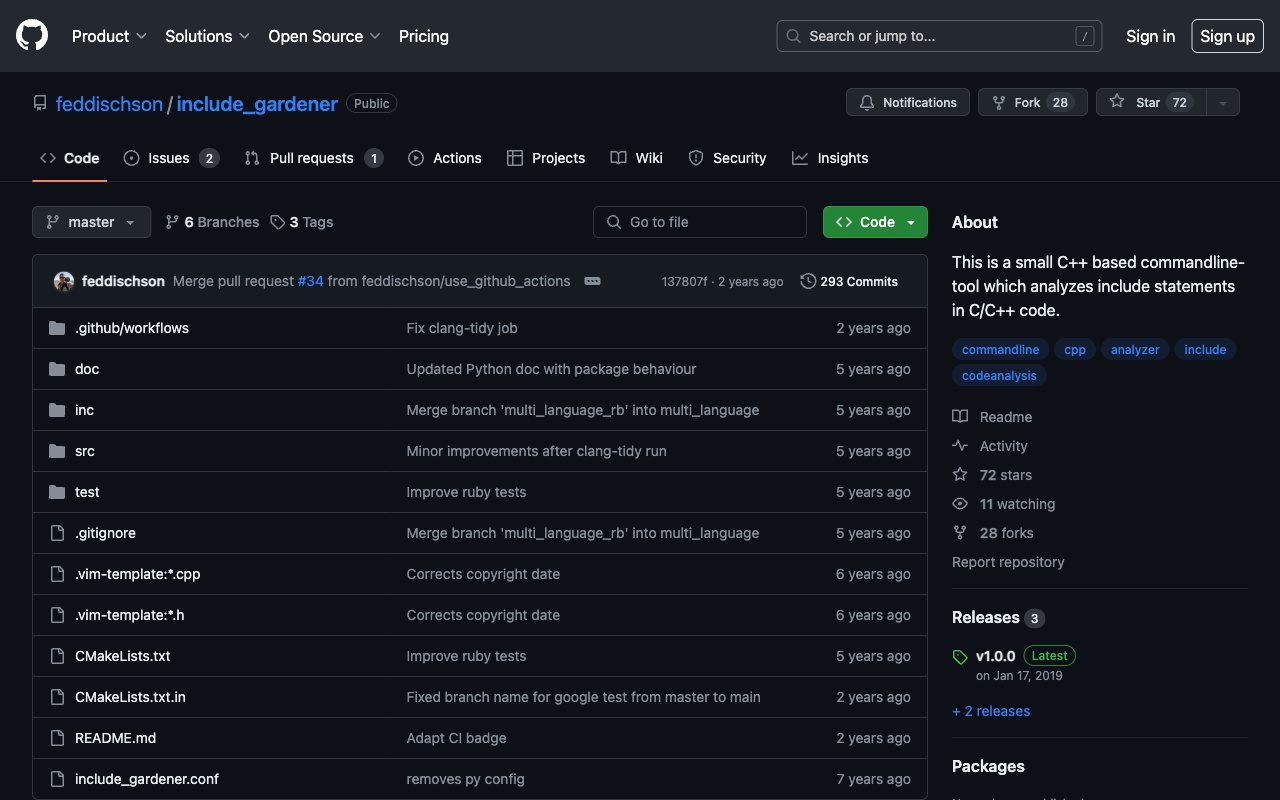 Product Solutions Open Source Pricing Search or jump to... / Sign in Sign up
feddischson / include_gardener Public Notifications Fork 28 Star 72
Code Issues 2 Pull requests 1 Actions Projects Wiki Security Insights
master 6 Branches 3 Tags Go to file Code
feddischson Merge pull request #34 from feddischson/use_github_actions 137807f · 2 years ago 293 Commits
.github/workflows Fix clang-tidy job 2 years ago
doc Updated Python doc with package behaviour 5 years ago
inc Merge branch 'multi_language_rb' into multi_language 5 years ago
src Minor improvements after clang-tidy run 5 years ago
test Improve ruby tests 5 years ago
.gitignore Merge branch 'multi_language_rb' into multi_language 5 years ago
.vim-template:*.cpp Corrects copyright date 6 years ago
.vim-template:*.h Corrects copyright date 6 years ago
CMakeLists.txt Improve ruby tests 5 years ago
CMakeLists.txt.in Fixed branch name for google test from master to main 2 years ago
README.md Adapt CI badge 2 years ago
include_gardener.conf removes py config 7 years ago
About
This is a small C++ based commandline-
tool which analyzes include statements
in C/C++ code.
commandline cpp analyzer include
codeanalysis
Readme
Activity
72 stars
11 watching
28 forks
Report repository
Releases 3
v1.0.0 Latest
on Jan 17, 2019
+ 2 releases
Packages